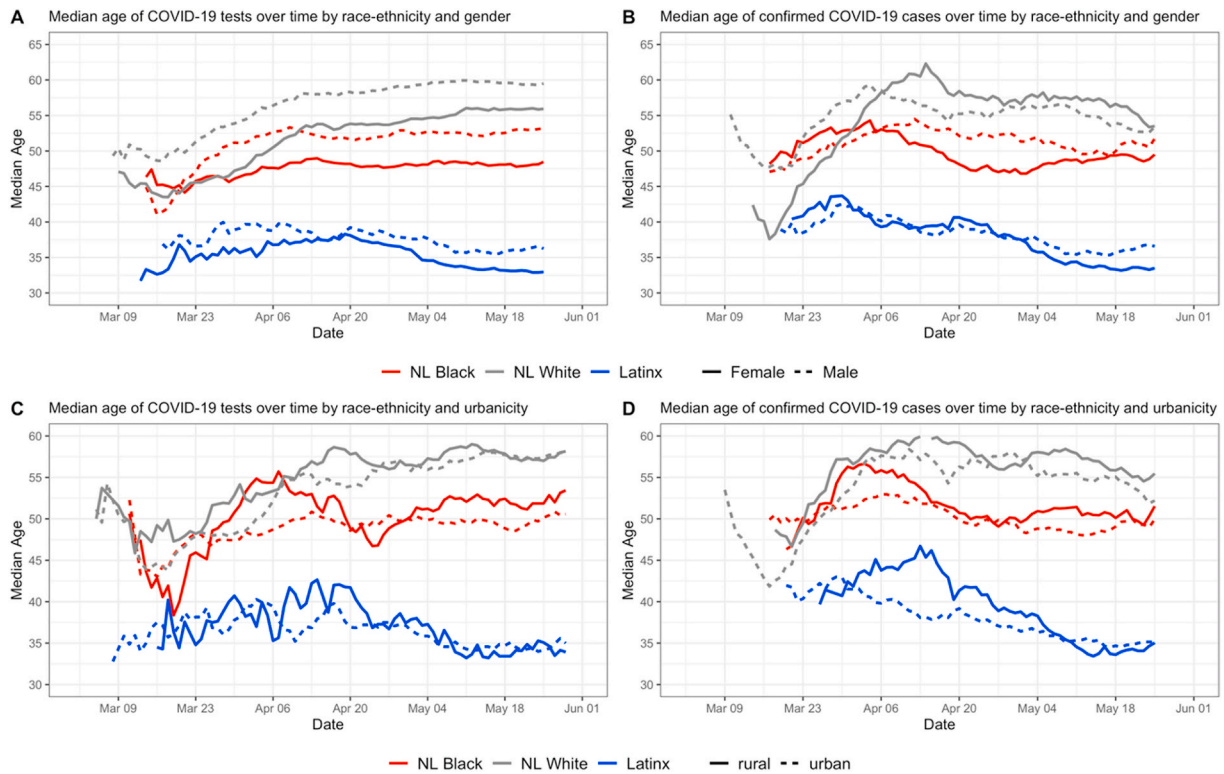 A Median age of COVID-19 tests over time by race-ethnicity and gender
65
60
55
50
45
40
35
30
Median Age
Mar 09 Mar 23 Apr 06 Apr 20 May 04 May 18 Jun 01
Date
B Median age of confirmed COVID-19 cases over time by race-ethnicity and gender
65
60
55
50
45
40
35
30
Median Age
Mar 09 Mar 23 Apr 06 Apr 20 May 04 May 18 Jun 01
Date
NL Black NL White Latinx Female Male
C Median age of COVID-19 tests over time by race-ethnicity and urbanicity
60
55
50
45
40
35
30
Median Age
Mar 09 Mar 23 Apr 06 Apr 20 May 04 May 18 Jun 01
Date
D Median age of confirmed COVID-19 cases over time by race-ethnicity and urbanicity
60
55
50
45
40
35
30
Median Age
Mar 09 Mar 23 Apr 06 Apr 20 May 04 May 18 Jun 01
Date
NL Black NL White Latinx rural urban